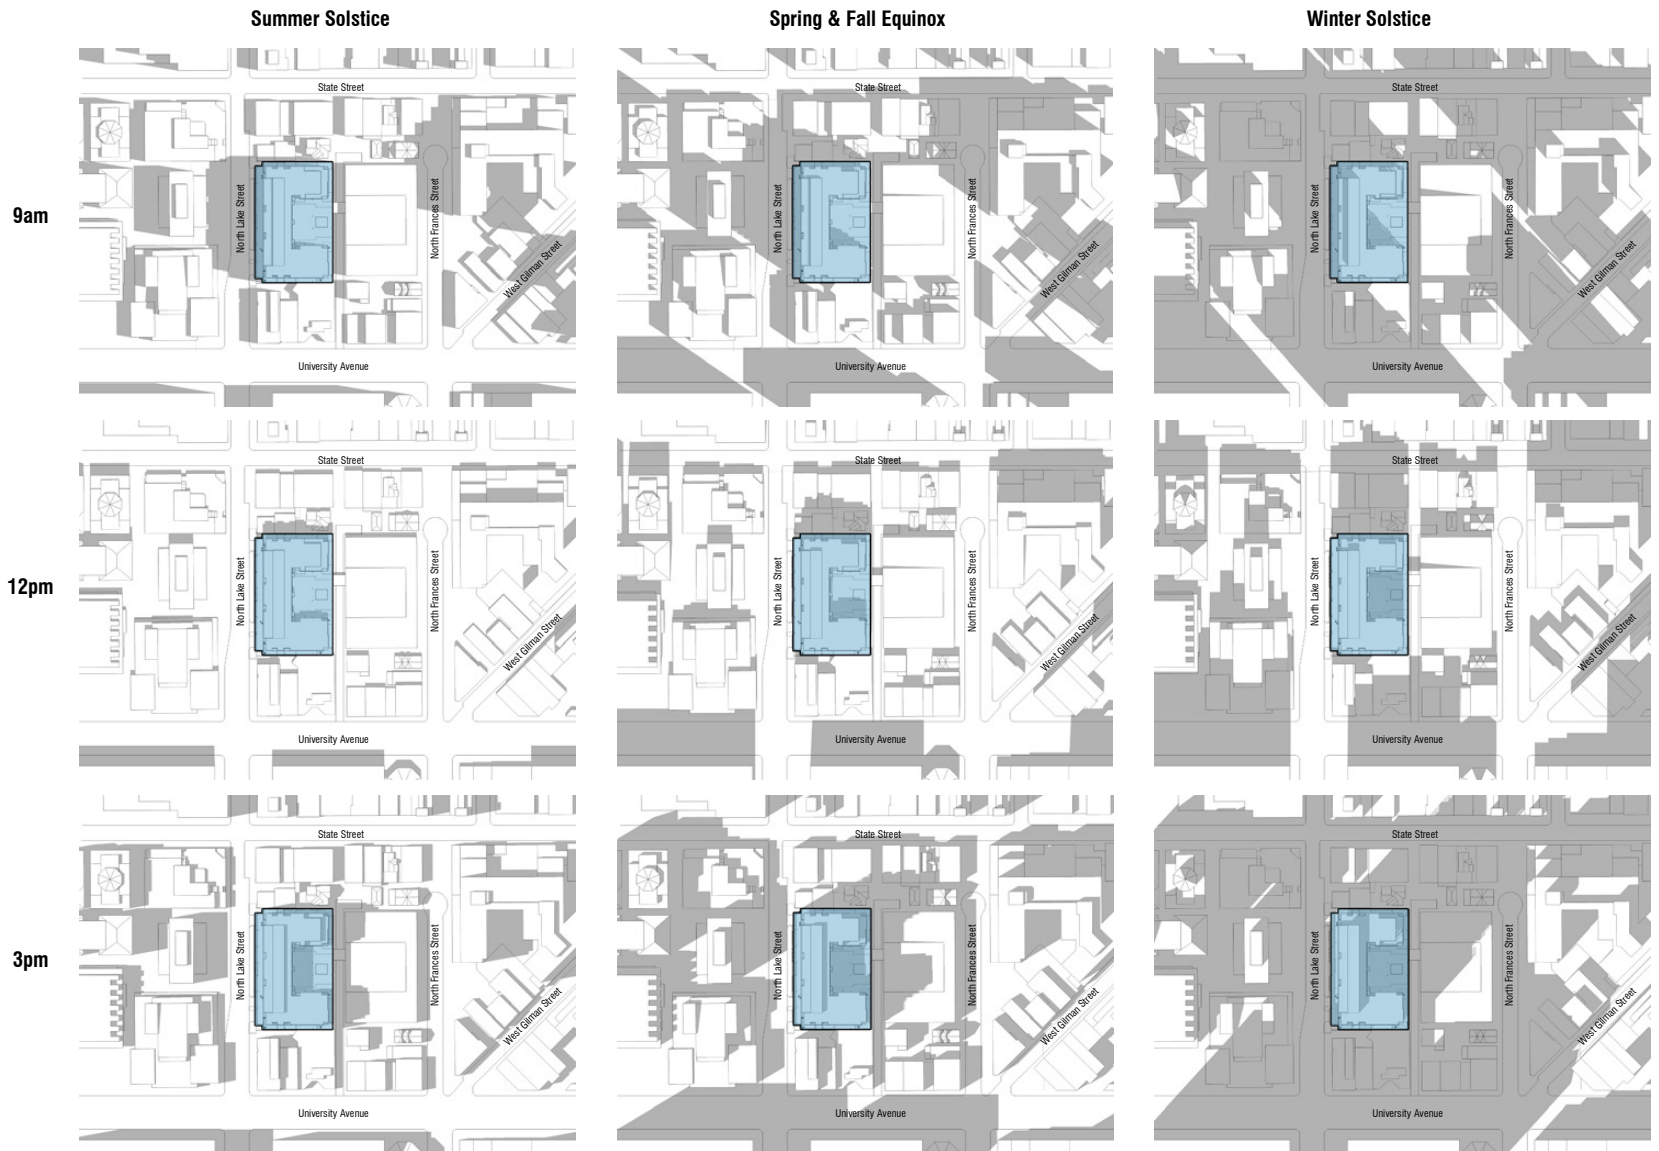 Summer Solstice
Spring & Fall Equinox
Winter Solstice
9am
State Street
North Lake Street
North Frances Street
West Gilman Street
University Avenue
State Street
North Lake Street
North Frances Street
West Gilman Street
University Avenue
State Street
North Lake Street
North Frances Street
West Gilman Street
University Avenue
12pm
State Street
North Lake Street
North Frances Street
West Gilman Street
University Avenue
State Street
North Lake Street
North Frances Street
West Gilman Street
University Avenue
State Street
North Lake Street
North Frances Street
West Gilman Street
University Avenue
3pm
State Street
North Lake Street
North Frances Street
West Gilman Street
University Avenue
State Street
North Lake Street
North Frances Street
West Gilman Street
University Avenue
State Street
North Lake Street
North Frances Street
West Gilman Street
University Avenue